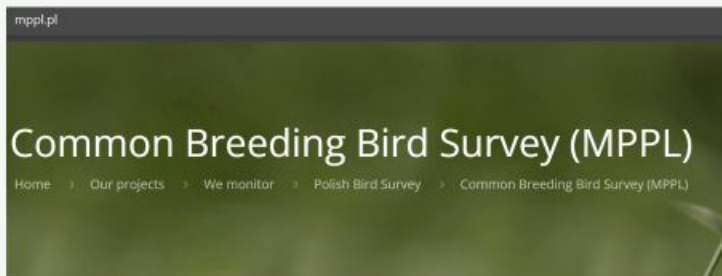 mppl.pl
Common Breeding Bird Survey (MPPL)
Home > Our projects > We monitor > Polish Bird Survey > Common Breeding Bird Survey (MPPL)